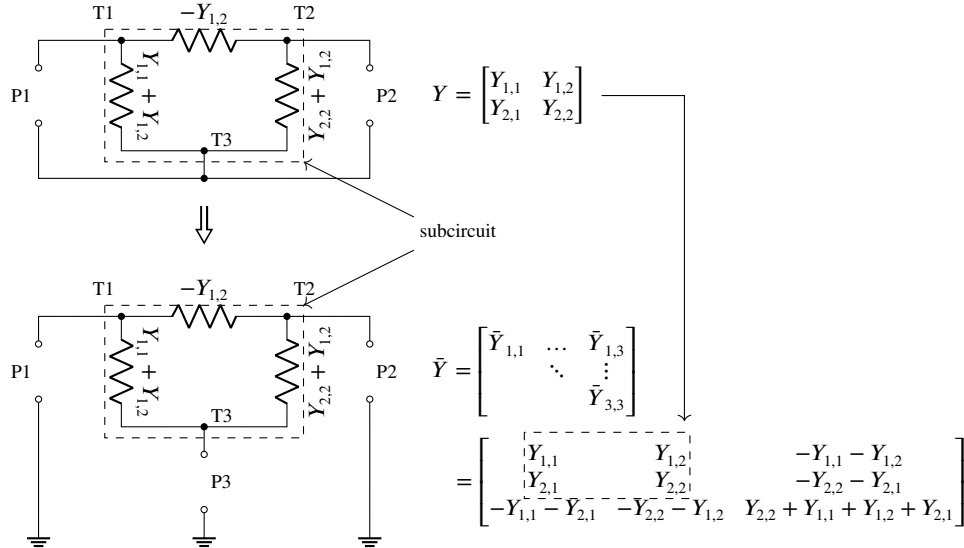 T1 −Y₁,₂ T2
P1 Y₁,₁ + Y₁,₂ Y₁,₂ + Y₂,₂ P2
T3
Y = [Y₁,₁ Y₁,₂
Y₂,₁ Y₂,₂]
subcircuit
T1 −Y₁,₂ T2
P1 Y₁,₁ + Y₁,₂ Y₁,₂ + Y₂,₂ P2
T3
P3
Ȳ = [Ȳ₁,₁ … Ȳ₁,₃
⋱ ⋮
Ȳ₃,₃]
= [Y₁,₁ Y₁,₂ −Y₁,₁ − Y₁,₂
Y₂,₁ Y₂,₂ −Y₂,₂ − Y₂,₁
−Y₁,₁ − Y₂,₁ −Y₂,₂ − Y₁,₂ Y₂,₂ + Y₁,₁ + Y₁,₂ + Y₂,₁]